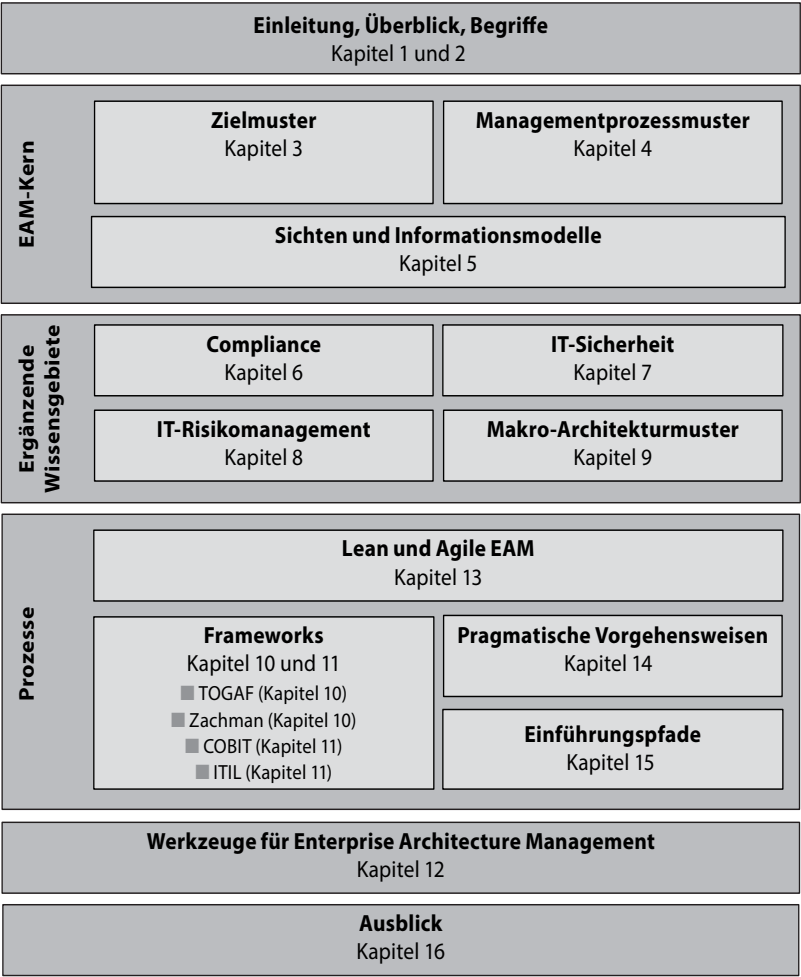 Einleitung, Überblick, Begriffe
Kapitel 1 und 2
EAM-Kern
Zielmuster
Kapitel 3
Managementprozessmuster
Kapitel 4
Sichten und Informationsmodelle
Kapitel 5
Ergänzende
Wissensgebiete
Compliance
Kapitel 6
IT-Sicherheit
Kapitel 7
IT-Risikomanagement
Kapitel 8
Makro-Architekturmuster
Kapitel 9
Prozesse
Lean und Agile EAM
Kapitel 13
Frameworks
Kapitel 10 und 11
TOGAF (Kapitel 10)
Zachman (Kapitel 10)
COBIT (Kapitel 11)
ITIL (Kapitel 11)
Pragmatische Vorgehensweisen
Kapitel 14
Einführungspfade
Kapitel 15
Werkzeuge für Enterprise Architecture Management
Kapitel 12
Ausblick
Kapitel 16